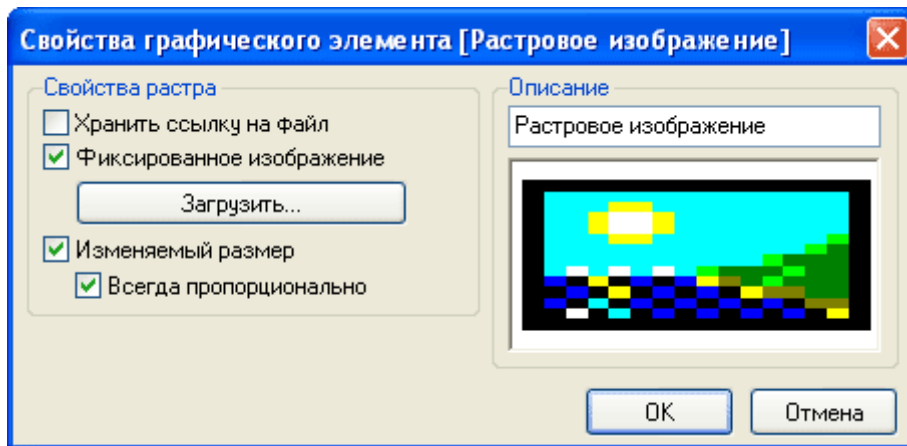 Свойства графического элемента [Растровое изображение]
Свойства растра
Хранить ссылку на файл
Фиксированное изображение
Загрузить...
Изменяемый размер
Всегда пропорционально
Описание
Растровое изображение
OK
Отмена